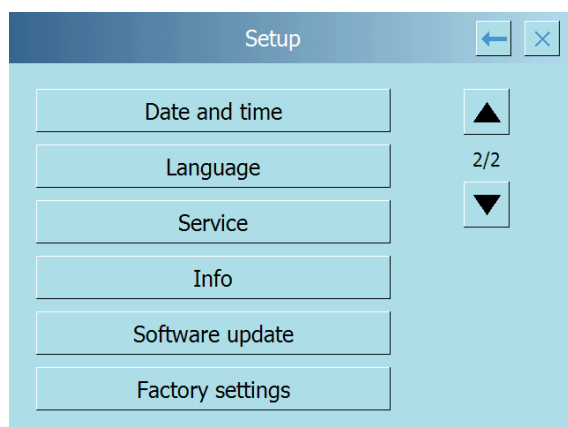 Setup
Date and time
Language
2/2
Service
Info
Software update
Factory settings